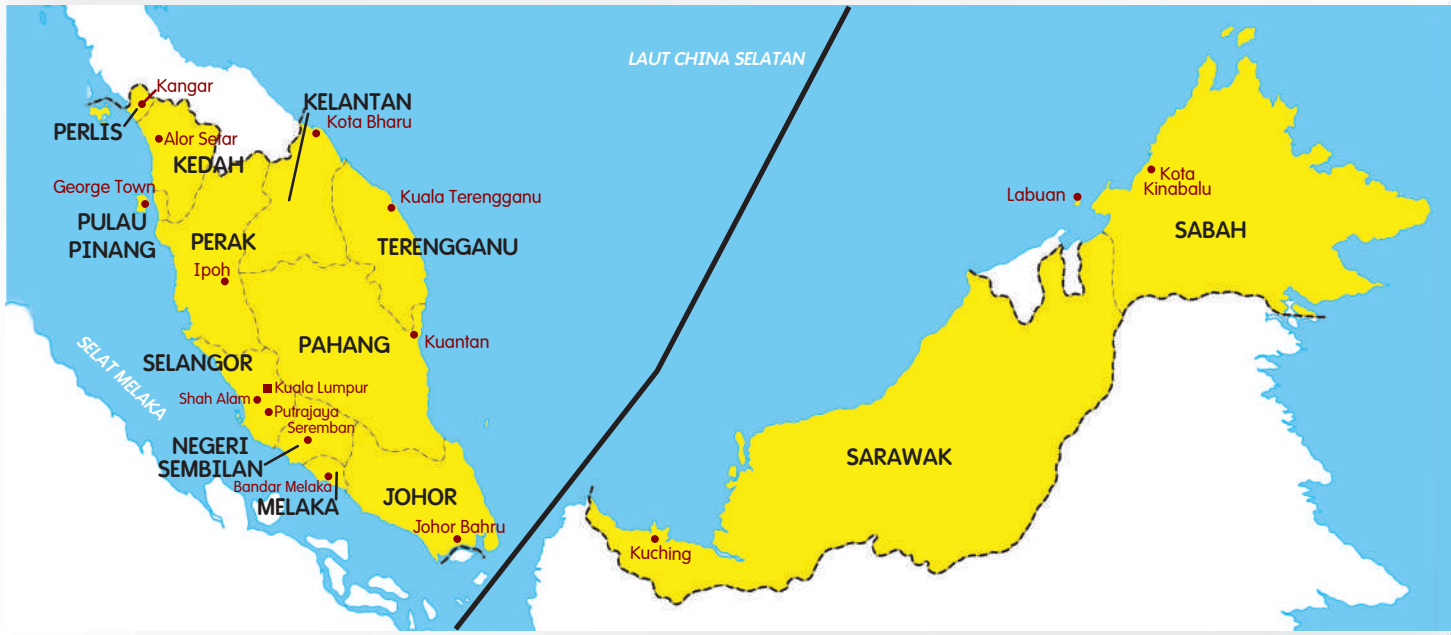 LAUT CHINA SELATAN
Kangar
KELANTAN
Kota Bharu
PERLIS
Alor Setar
KEDAH
George Town
Kuala Terengganu
PULAU
PINANG
PERAK
TERENGGANU
Ipoh
SELAT MELAKA
SELANGOR
PAHANG
Kuantan
Kuala Lumpur
Shah Alam
Putrajaya
Seremban
NEGERI
SEMBILAN
Bandar Melaka
MELAKA
JOHOR
Johor Bahru
Labuan
Kota
Kinabalu
SABAH
SARAWAK
Kuching